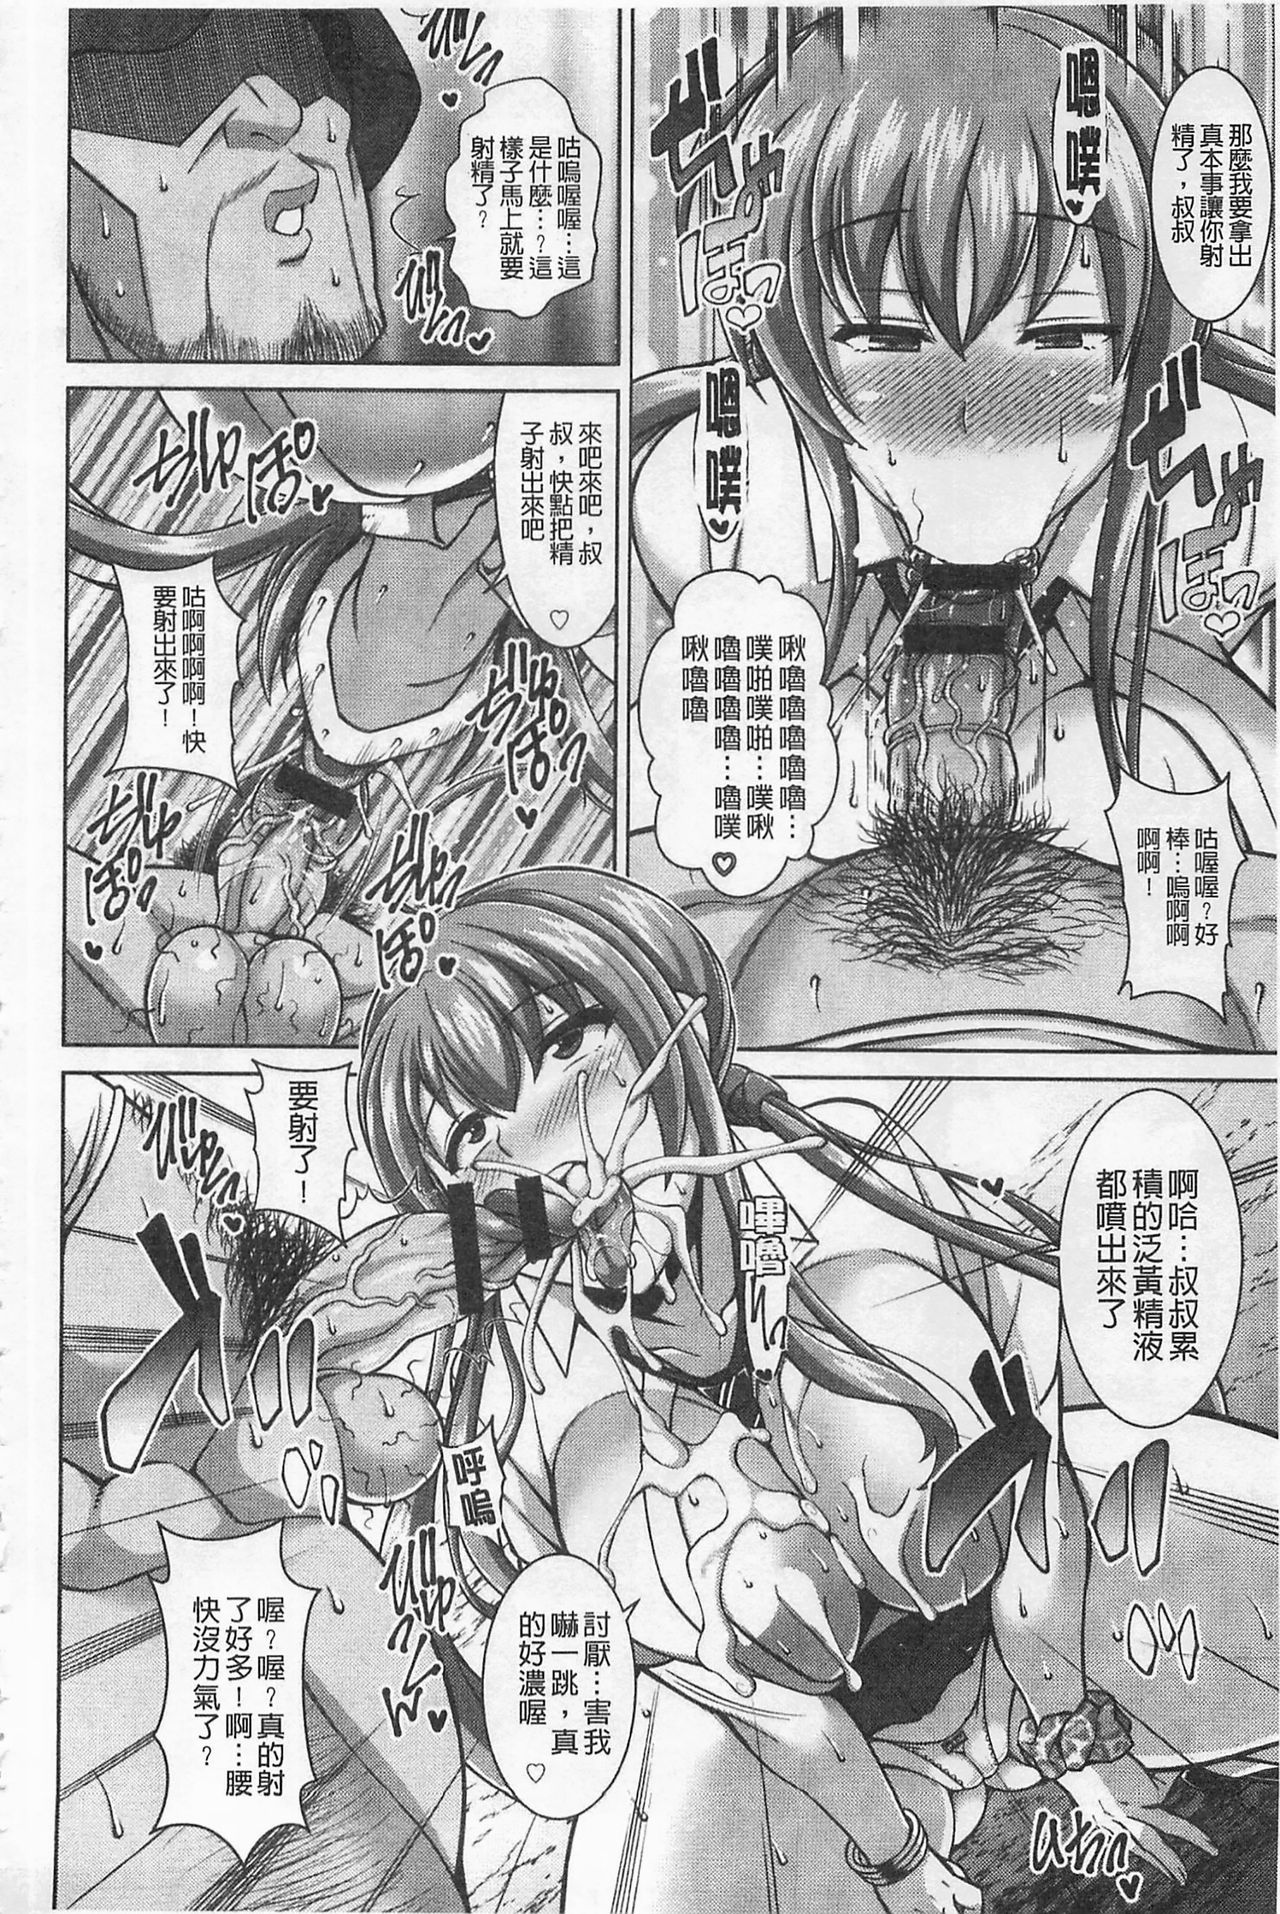 那麼我要拿出
真本事讓你射
精了，叔叔
嗯噗
嗯噗
啾嚕嚕嚕嚕嚕…
噗啪噗啪…噗啾
嚕嚕嚕嚕…嚕噗
啾嚕嚕
咕喔喔？好
棒…嗚啊啊
啊啊！
咕嗚喔喔…這
是什麼…？這
樣子馬上就要
射精了？
來吧來吧，叔
叔，快點把精
子射出來吧
咕啊啊啊啊！快
要射出來了！
啊哈…叔叔累
積的泛黃精液
都噴出來了
要射了！
嗶嚕
呼嗚
討厭…害我
嚇一跳，真
的好濃喔
喔？喔？真的射
了好多！啊…腰
快沒力氣了？